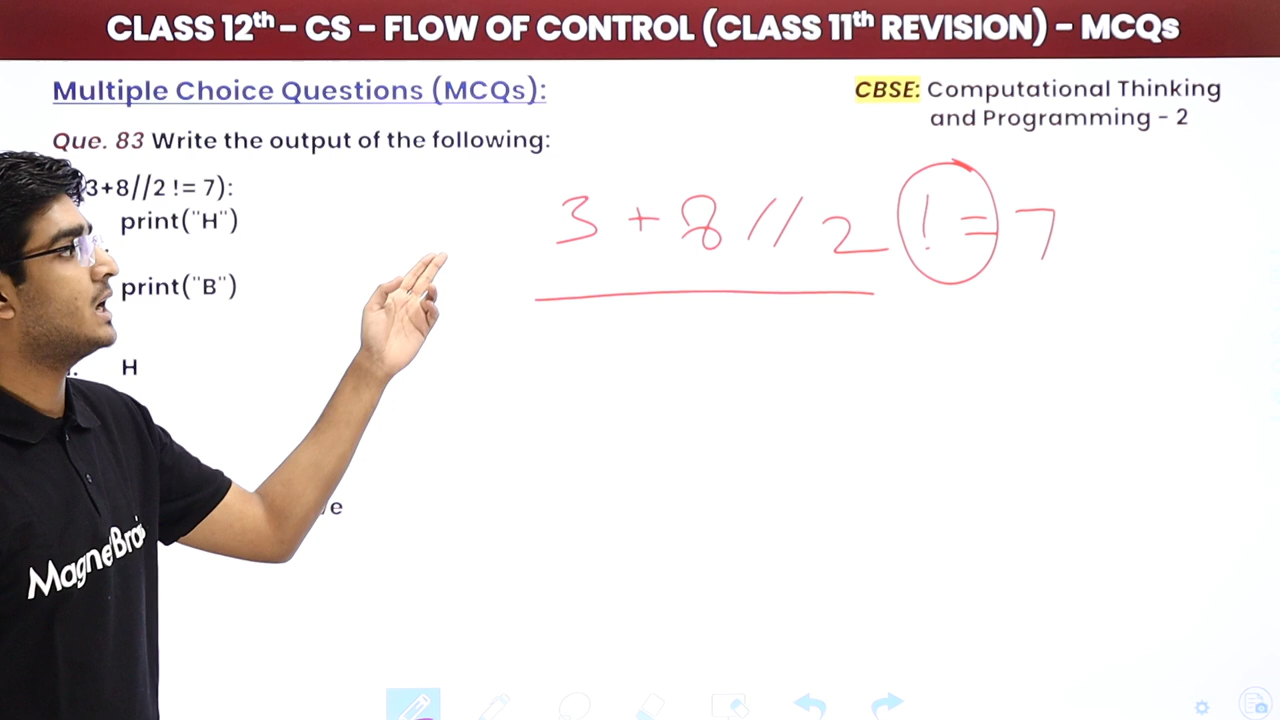 CLASS 12th - CS - FLOW OF CONTROL (CLASS 11th REVISION) - MCQs
Multiple Choice Questions (MCQs):
CBSE: Computational Thinking
and Programming - 2
Que. 83 Write the output of the following:
3+8//2 != 7):
print("H")
print("B")
3 + 8 // 2 != 7
H